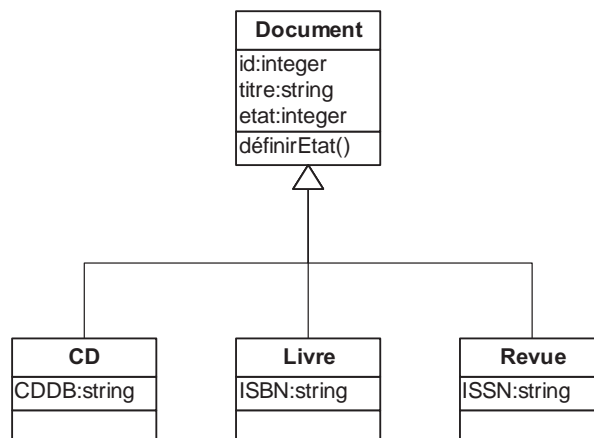 Document
id:integer
titre:string
etat:integer
définirEtat()
CD
CDDB:string
Livre
ISBN:string
Revue
ISSN:string